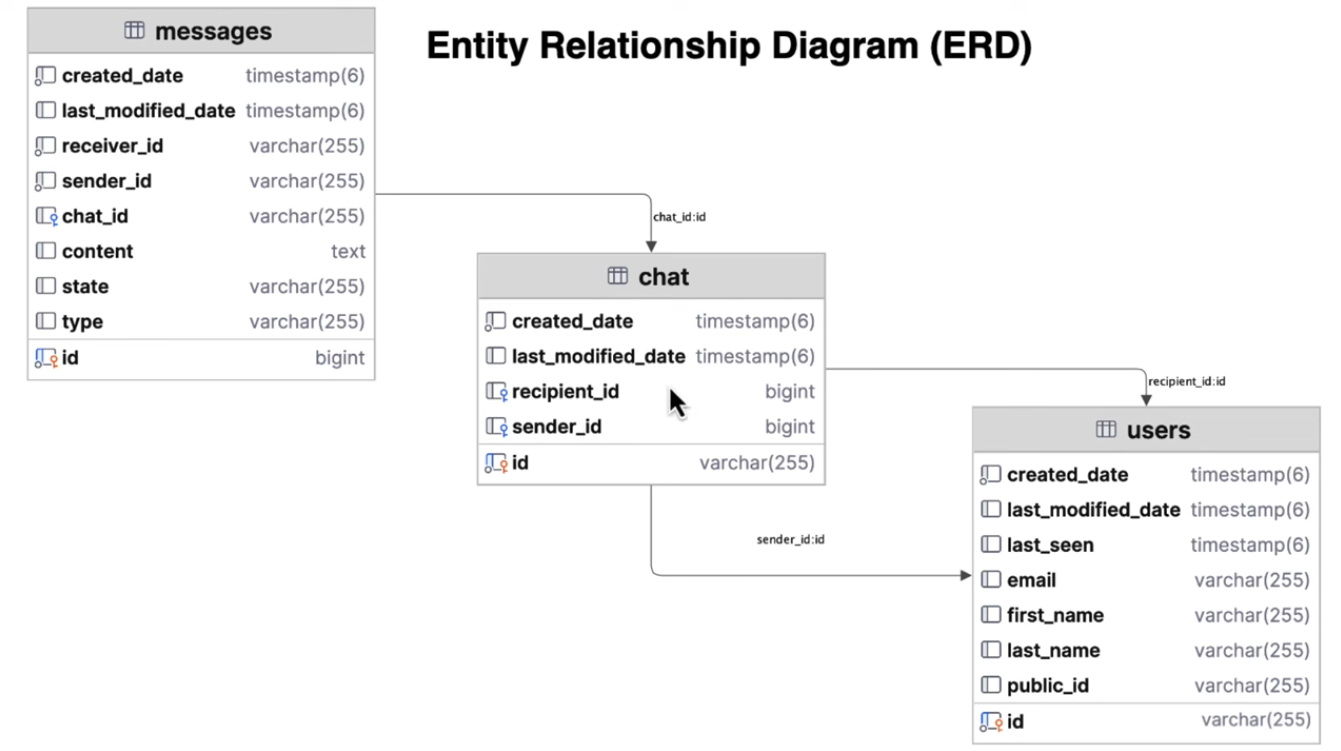 messages
created_date timestamp(6)
last_modified_date timestamp(6)
receiver_id varchar(255)
sender_id varchar(255)
chat_id varchar(255)
content text
state varchar(255)
type varchar(255)
id bigint
Entity Relationship Diagram (ERD)
chat_id:id
chat
created_date timestamp(6)
last_modified_date timestamp(6)
recipient_id bigint
sender_id bigint
id varchar(255)
recipient_id:id
sender_id:id
users
created_date timestamp(6)
last_modified_date timestamp(6)
last_seen timestamp(6)
email varchar(255)
first_name varchar(255)
last_name varchar(255)
public_id varchar(255)
id varchar(255)